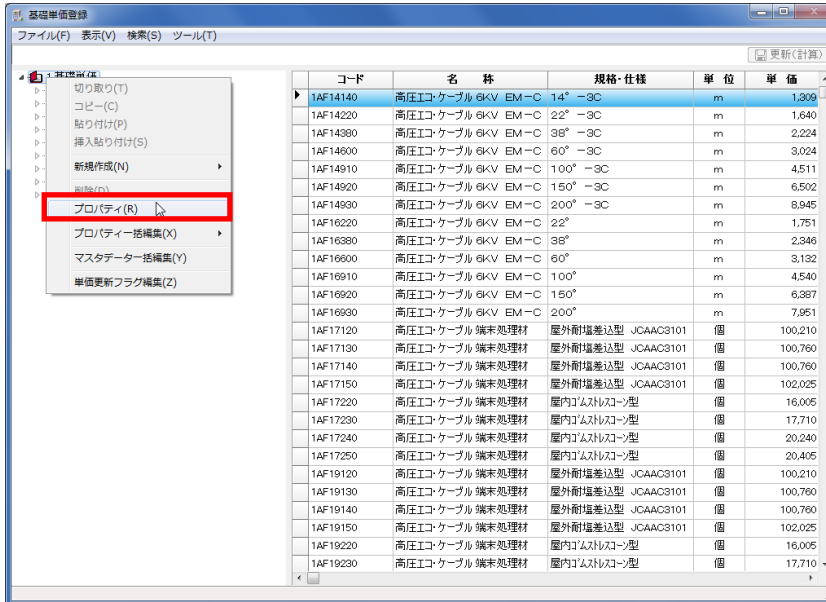 基礎単価登録
ファイル(F) 表示(V) 検索(S) ツール(T)
更新(計算)
1 基礎単価
切り取り(T)
コピー(C)
貼り付け(P)
挿入貼り付け(S)
新規作成(N)
削除(D)
プロパティ(R)
プロパティ一括編集(X)
マスタデータ一括編集(Y)
単価更新フラグ編集(Z)
コード 名 称 規格・仕様 単 位 単 価
1AF14140 高圧エコ・ケーブル 6KV EM-C 14° -3C m 1,309
1AF14220 高圧エコ・ケーブル 6KV EM-C 22° -3C m 1,640
1AF14380 高圧エコ・ケーブル 6KV EM-C 38° -3C m 2,224
1AF14600 高圧エコ・ケーブル 6KV EM-C 60° -3C m 3,024
1AF14910 高圧エコ・ケーブル 6KV EM-C 100° -3C m 4,511
1AF14920 高圧エコ・ケーブル 6KV EM-C 150° -3C m 6,502
1AF14930 高圧エコ・ケーブル 6KV EM-C 200° -3C m 8,945
1AF16220 高圧エコ・ケーブル 6KV EM-C 22° m 1,751
1AF16380 高圧エコ・ケーブル 6KV EM-C 38° m 2,346
1AF16600 高圧エコ・ケーブル 6KV EM-C 60° m 3,132
1AF16910 高圧エコ・ケーブル 6KV EM-C 100° m 4,540
1AF16920 高圧エコ・ケーブル 6KV EM-C 150° m 6,387
1AF16930 高圧エコ・ケーブル 6KV EM-C 200° m 7,951
1AF17120 高圧エコ・ケーブル 端末処理材 屋外耐塩差込型 JCAAC3101 個 100,210
1AF17130 高圧エコ・ケーブル 端末処理材 屋外耐塩差込型 JCAAC3101 個 100,760
1AF17140 高圧エコ・ケーブル 端末処理材 屋外耐塩差込型 JCAAC3101 個 100,760
1AF17150 高圧エコ・ケーブル 端末処理材 屋外耐塩差込型 JCAAC3101 個 102,025
1AF17220 高圧エコ・ケーブル 端末処理材 屋内ゴムストレスコーン型 個 16,005
1AF17230 高圧エコ・ケーブル 端末処理材 屋内ゴムストレスコーン型 個 17,710
1AF17240 高圧エコ・ケーブル 端末処理材 屋内ゴムストレスコーン型 個 20,240
1AF17250 高圧エコ・ケーブル 端末処理材 屋内ゴムストレスコーン型 個 20,405
1AF19120 高圧エコ・ケーブル 端末処理材 屋外耐塩差込型 JCAAC3101 個 100,210
1AF19130 高圧エコ・ケーブル 端末処理材 屋外耐塩差込型 JCAAC3101 個 100,760
1AF19140 高圧エコ・ケーブル 端末処理材 屋外耐塩差込型 JCAAC3101 個 100,760
1AF19150 高圧エコ・ケーブル 端末処理材 屋外耐塩差込型 JCAAC3101 個 102,025
1AF19220 高圧エコ・ケーブル 端末処理材 屋内ゴムストレスコーン型 個 16,005
1AF19230 高圧エコ・ケーブル 端末処理材 屋内ゴムストレスコーン型 個 17,710